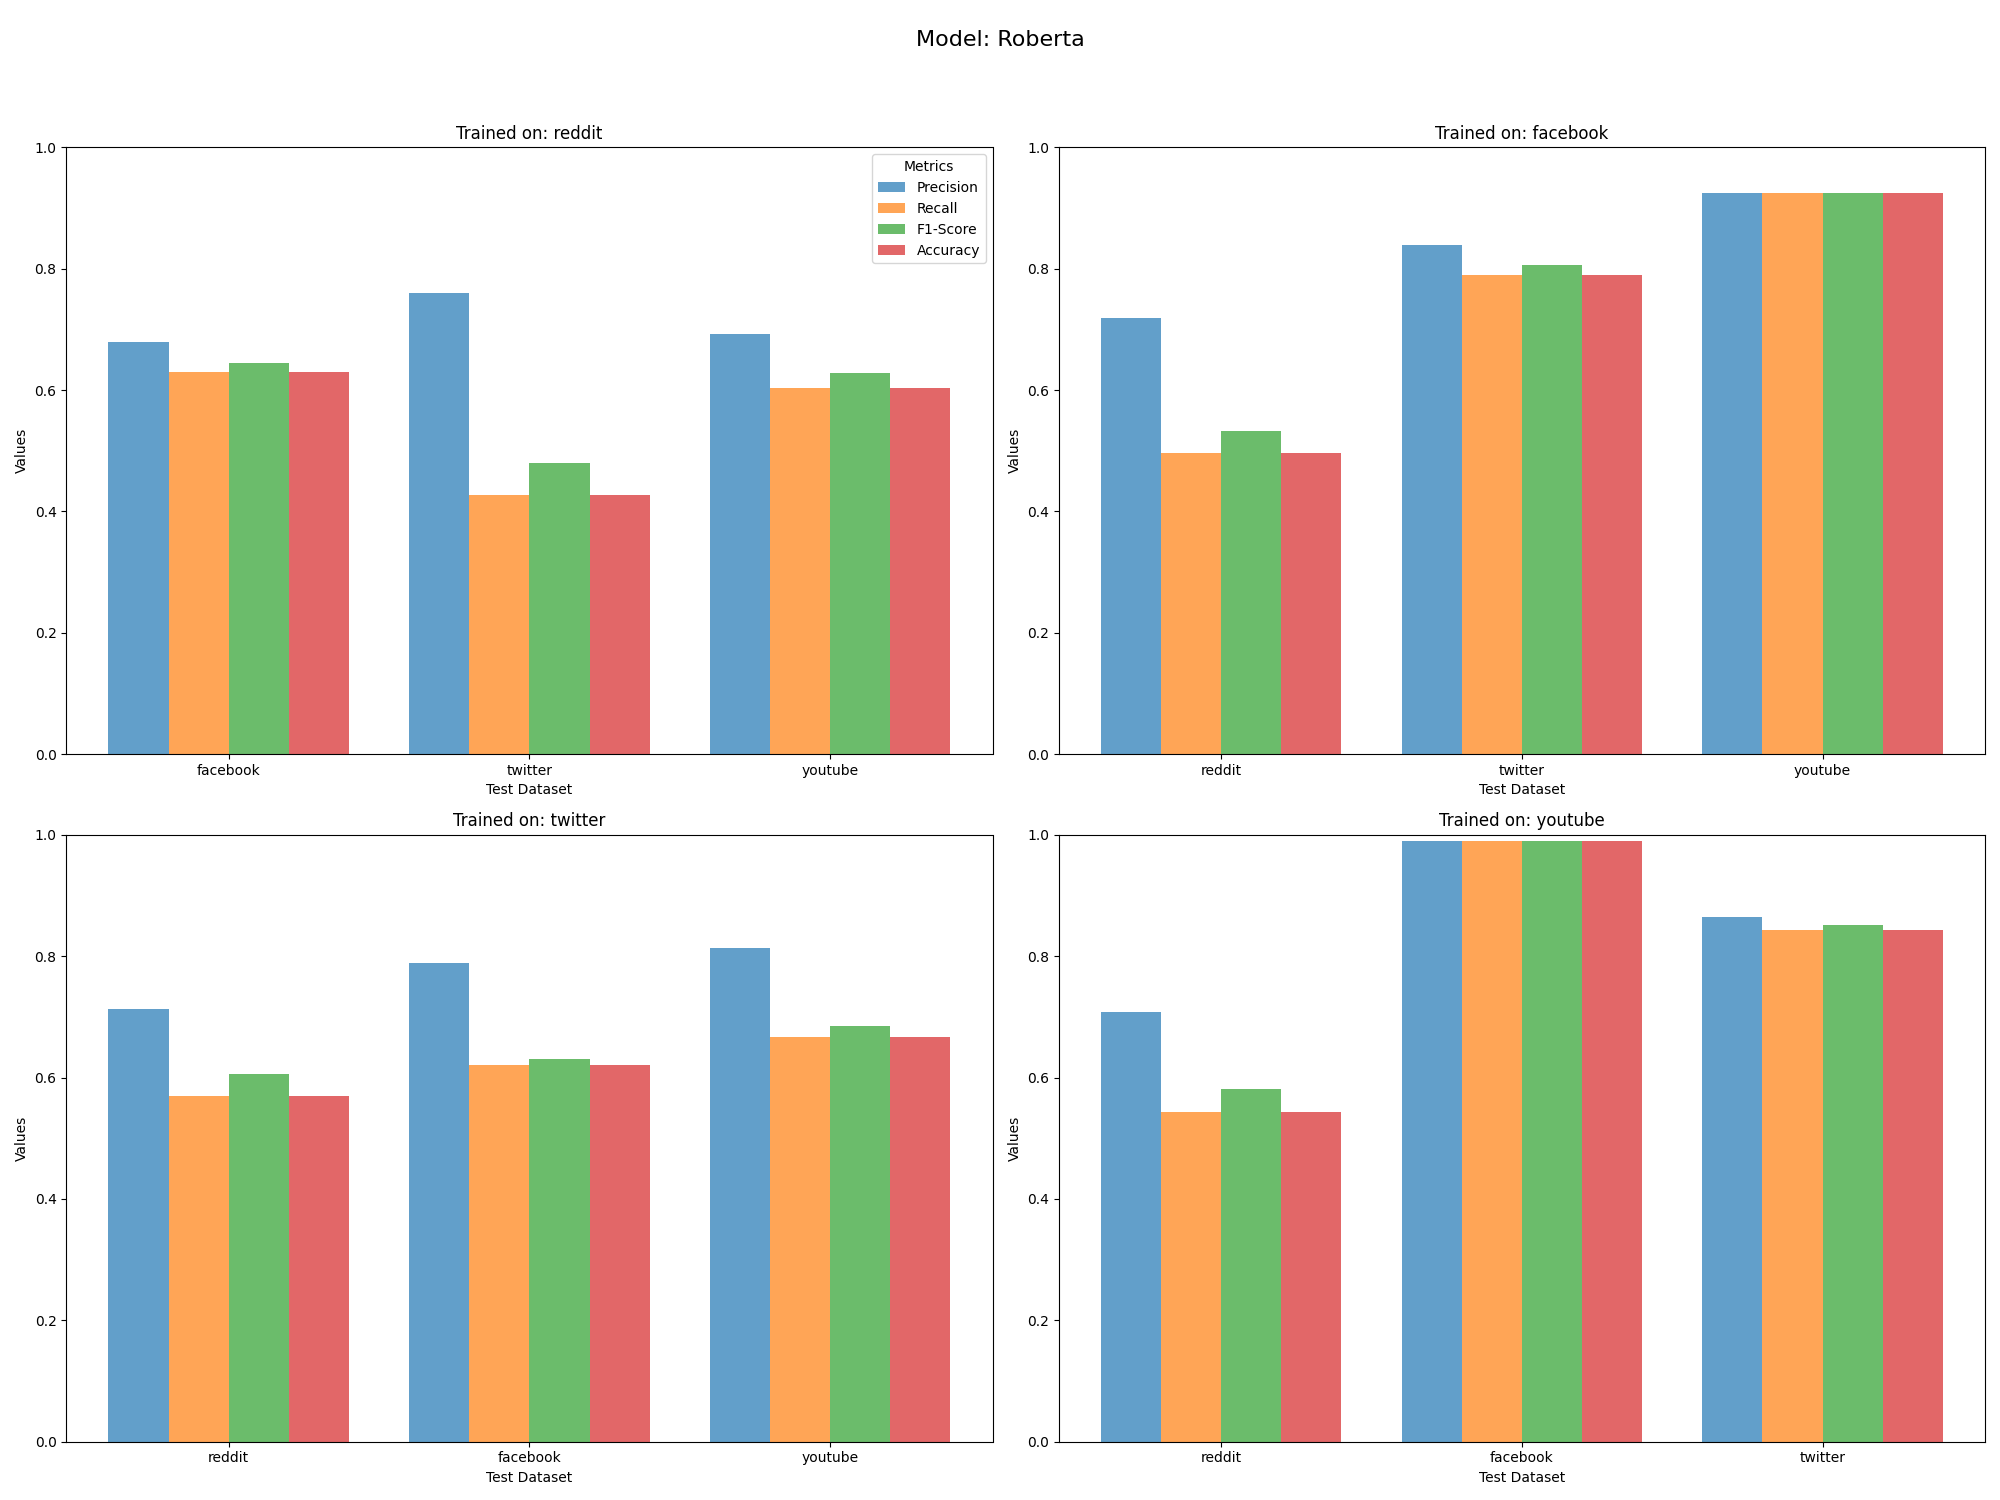 Model: Roberta
Trained on: reddit
1.0
0.8
0.6
0.4
0.2
0.0
Values
Metrics
Precision
Recall
F1-Score
Accuracy
facebook twitter youtube
Test Dataset
Trained on: facebook
1.0
0.8
0.6
0.4
0.2
0.0
Values
reddit twitter youtube
Test Dataset
Trained on: twitter
1.0
0.8
0.6
0.4
0.2
0.0
Values
reddit facebook youtube
Test Dataset
Trained on: youtube
1.0
0.8
0.6
0.4
0.2
0.0
Values
reddit facebook twitter
Test Dataset